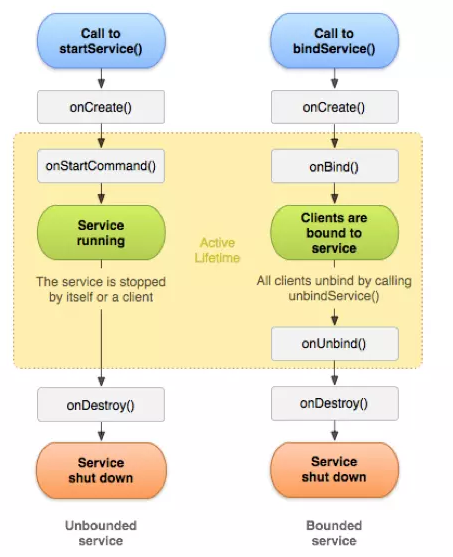 Call to
startService()
onCreate()
onStartCommand()
Service
running
The service is stopped
by itself or a client
onDestroy()
Service
shut down
Unbounded
service
Active
Lifetime
Call to
bindService()
onCreate()
onBind()
Clients are
bound to
service
All clients unbind by calling
unbindService()
onUnbind()
onDestroy()
Service
shut down
Bounded
service